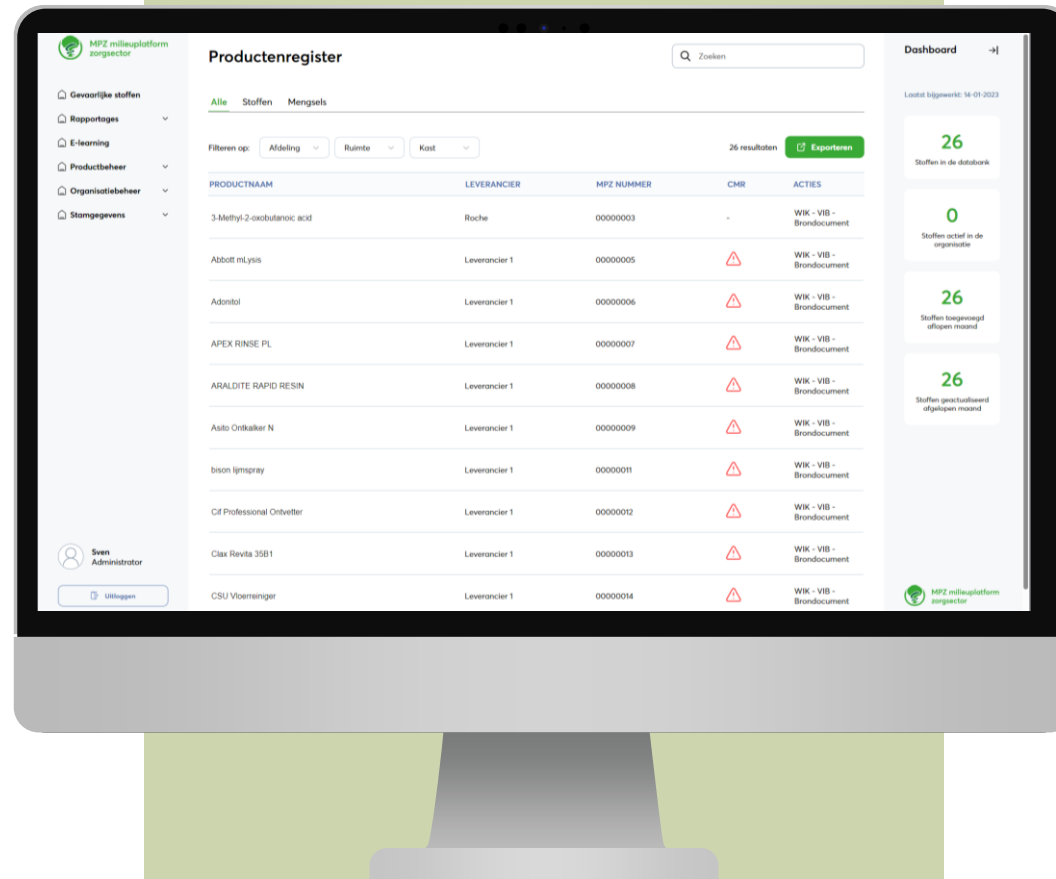 MPZ milieuplatform
zorgsector
Gevaarlijke stoffen
Rapportages
E-learning
Productbeheer
Organisatiebeheer
Stamgegevens
Sven
Administrator
Uitloggen
Productenregister
Zoeken
Alle Stoffen Mengsels
Filteren op: Afdeling Ruimte Kast 26 resultaten Exporteren
PRODUCTNAAM LEVERANCIER MPZ NUMMER CMR ACTIES
3-Methyl-2-oxobutanoic acid Roche 00000003 - WIK - VIB -
Brondocument
Abbott mLysis Leverancier 1 00000005 WIK - VIB -
Brondocument
Adonitol Leverancier 1 00000006 WIK - VIB -
Brondocument
APEX RINSE PL Leverancier 1 00000007 WIK - VIB -
Brondocument
ARALDITE RAPID RESIN Leverancier 1 00000008 WIK - VIB -
Brondocument
Asito Ontkalker N Leverancier 1 00000009 WIK - VIB -
Brondocument
bison lijmspray Leverancier 1 00000011 WIK - VIB -
Brondocument
Cif Professional Ontvetter Leverancier 1 00000012 WIK - VIB -
Brondocument
Clax Revita 35B1 Leverancier 1 00000013 WIK - VIB -
Brondocument
CSU Vloerreiniger Leverancier 1 00000014 WIK - VIB -
Brondocument
Dashboard
Laatst bijgewerkt: 14-01-2023
26
Stoffen in de databank
0
Stoffen actief in de
organisatie
26
Stoffen toegevoegd
aflopen maand
26
Stoffen geactualiseerd
afgelopen maand
MPZ milieuplatform
zorgsector